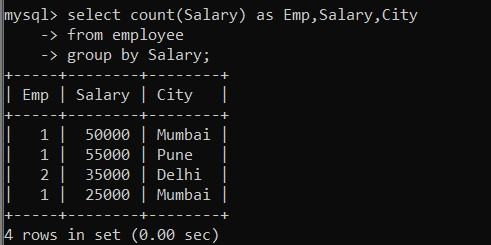 mysql> select count(Salary) as Emp,Salary,City
    -> from employee
    -> group by Salary;
+-----+--------+--------+
| Emp | Salary | City   |
+-----+--------+--------+
|   1 |  50000 | Mumbai |
|   1 |  55000 | Pune   |
|   2 |  35000 | Delhi  |
|   1 |  25000 | Mumbai |
+-----+--------+--------+
4 rows in set (0.00 sec)